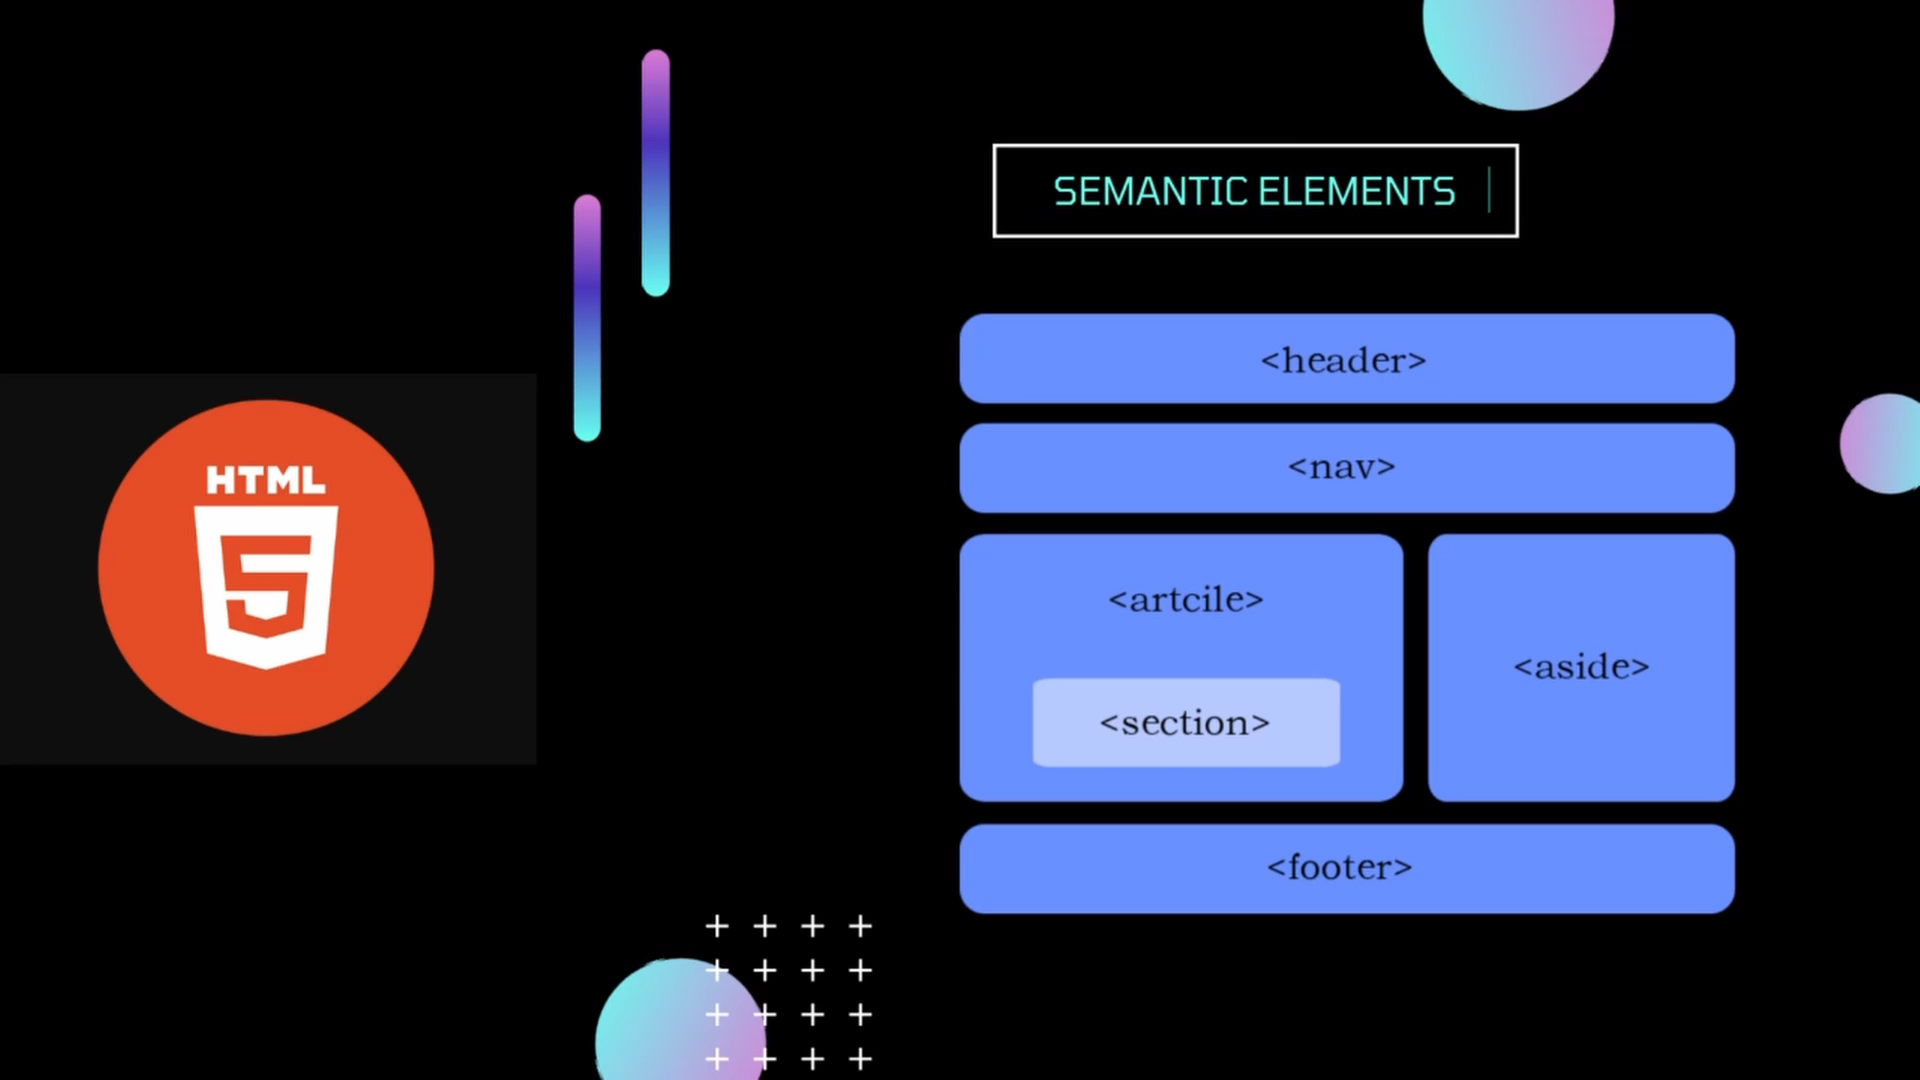 SEMANTIC ELEMENTS
<header>
<nav>
HTML
5
<artcile>
<section>
<aside>
<footer>